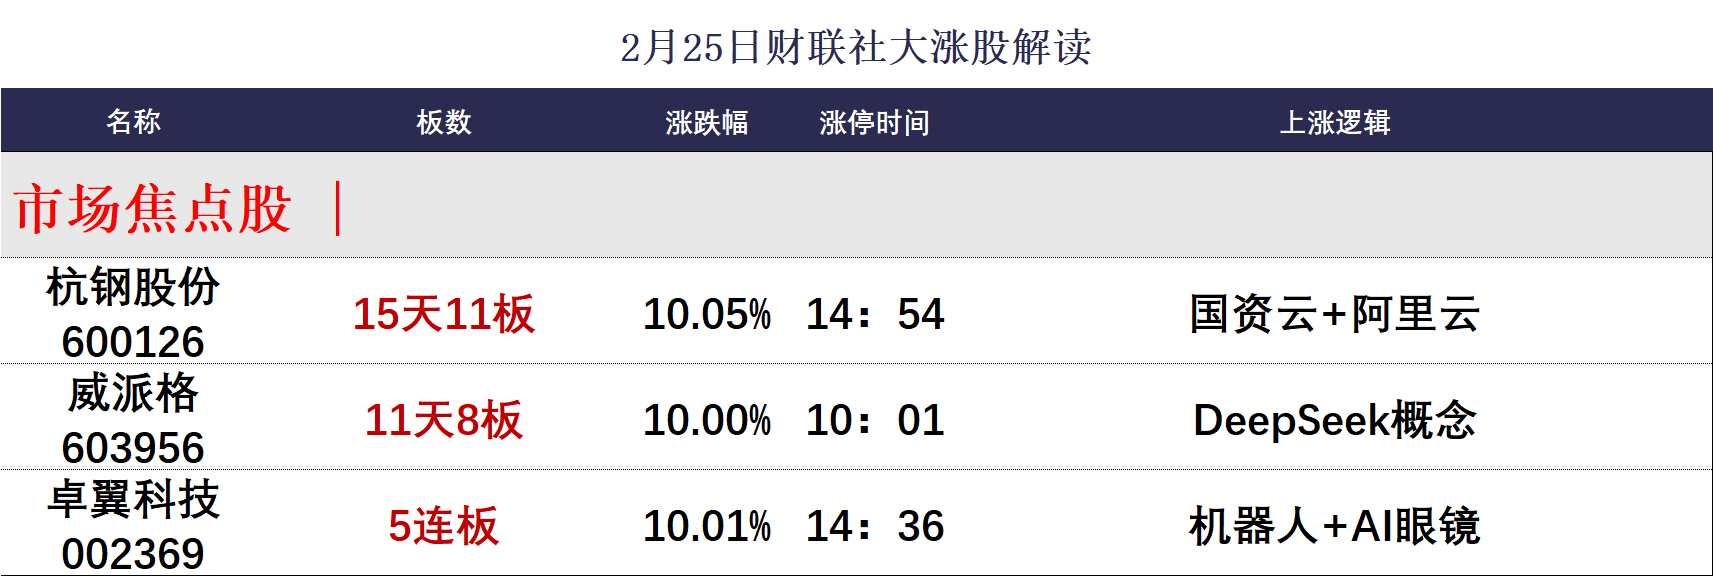 2月25日财联社大涨股解读
名称 板数 涨跌幅 涨停时间 上涨逻辑
市场焦点股 ｜
杭钢股份
600126 15天11板 10.05% 14：54 国资云+阿里云
威派格
603956 11天8板 10.00% 10：01 DeepSeek概念
卓翼科技
002369 5连板 10.01% 14：36 机器人+AI眼镜